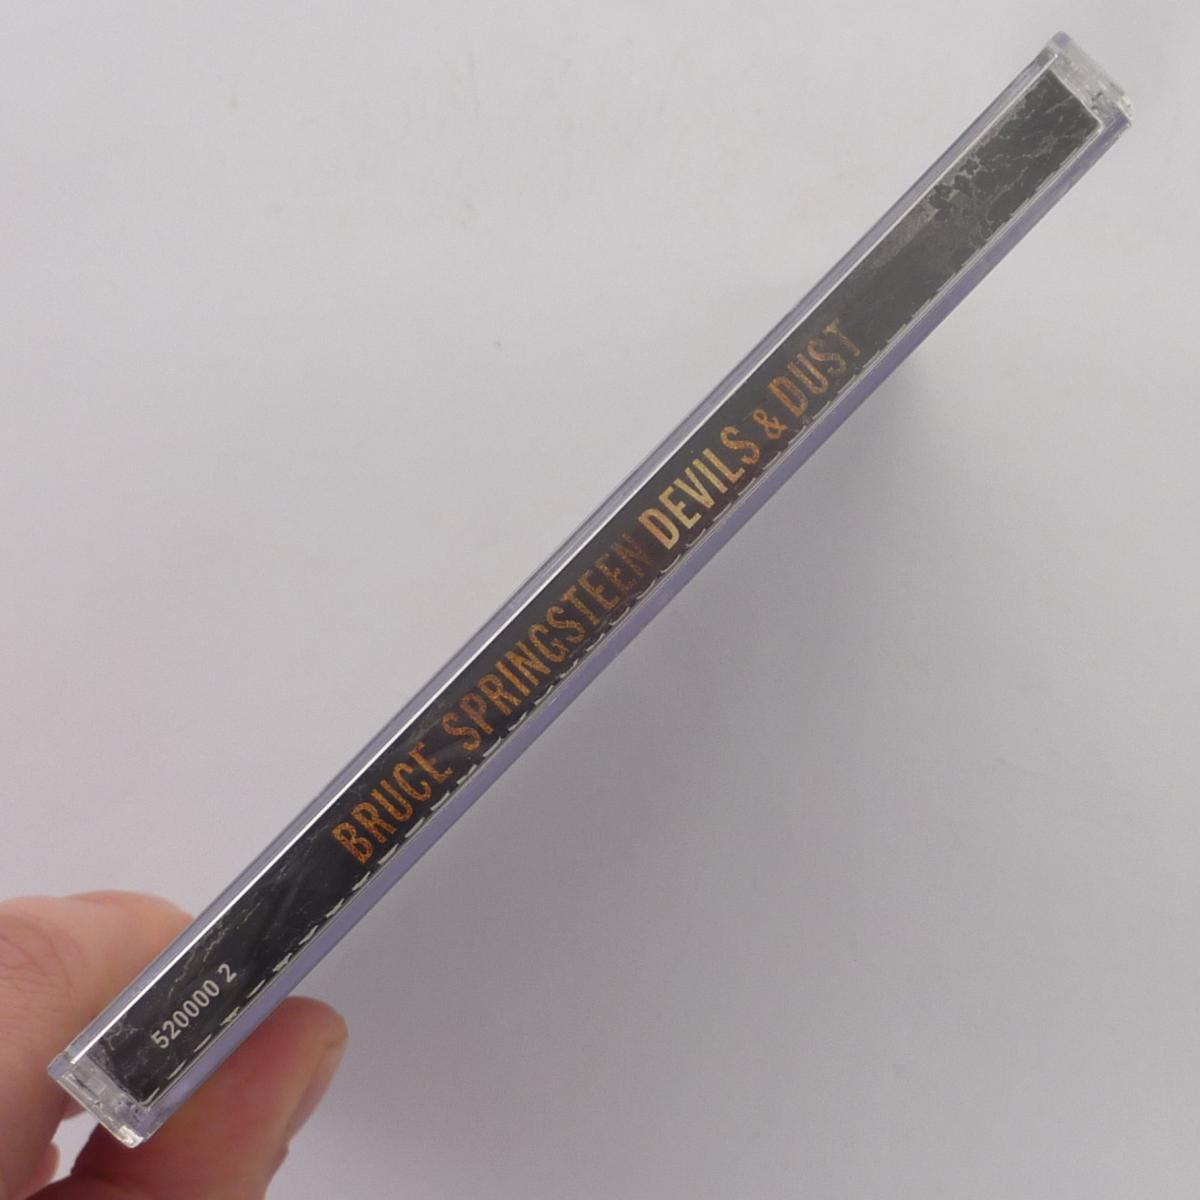 520000 2
BRUCE SPRINGSTEEN DEVILS & DUST